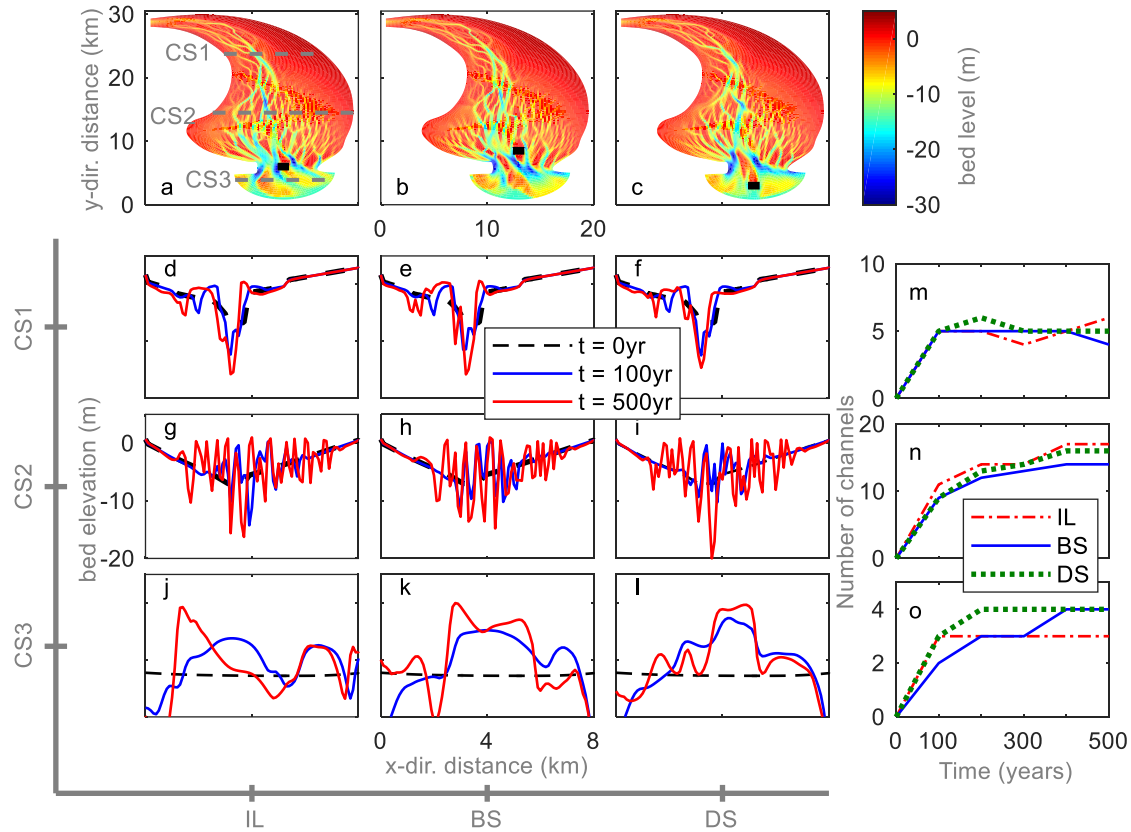 30
20
10
0
y-dir. distance (km)
CS1
CS2
CS3
a
b
c
0
10
20
0
-10
-20
-30
bed level (m)
CS1
CS2
CS3
d
e
f
t = 0yr
t = 100yr
t = 500yr
g
h
i
0
-10
-20
bed elevation (m)
j
k
l
0
4
8
x-dir. distance (km)
IL
BS
DS
m
10
5
0
n
20
10
0
Number of channels
IL
BS
DS
o
4
2
0
0
100
300
500
Time (years)